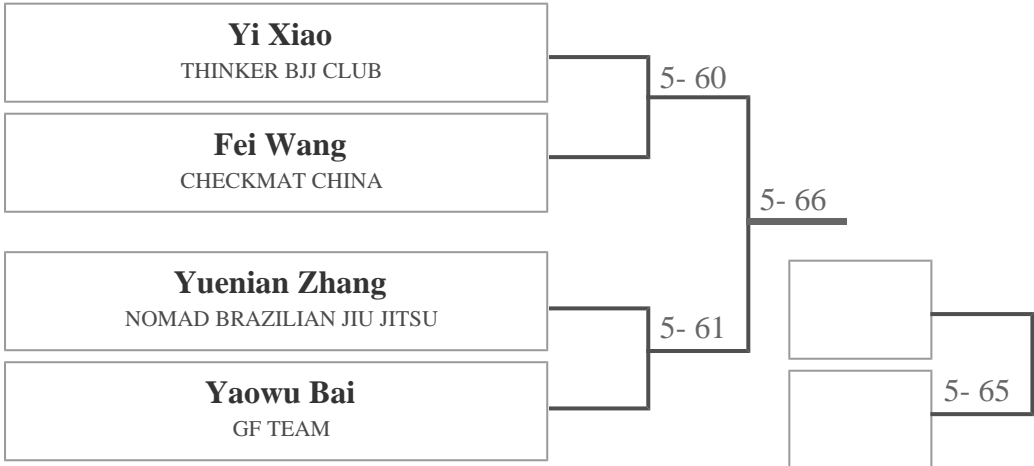 Yi Xiao
THINKER BJJ CLUB
5- 60
Fei Wang
CHECKMAT CHINA
5- 66
Yuenian Zhang
NOMAD BRAZILIAN JIU JITSU
5- 61
Yaowu Bai
GF TEAM
5- 65